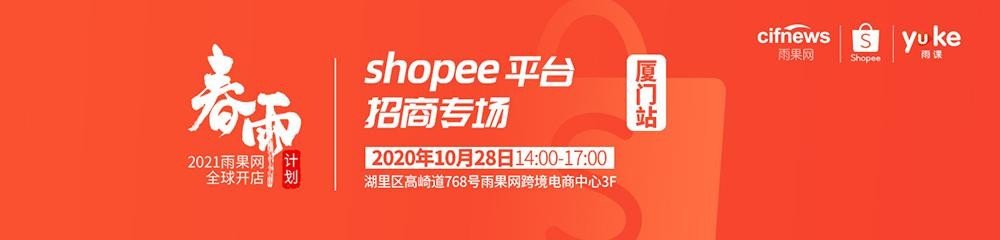 cifnews
雨果网
Shopee
yuke
雨课
春雨
计划
2021雨果网
全球开店
shopee 平台
招商专场
厦门站
2020年10月28日14:00-17:00
湖里区高崎道768号雨果网跨境电商中心3F